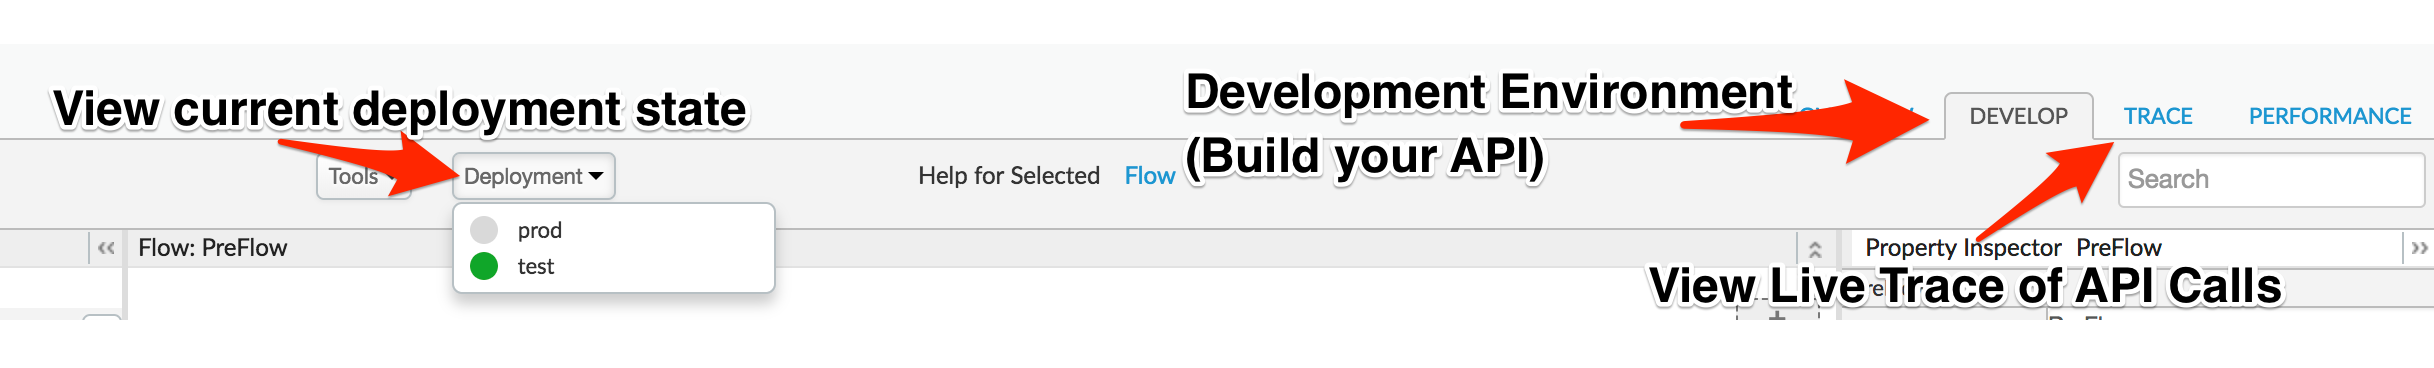 View current deployment state
Development Environment
(Build your API)
DEVELOP
TRACE
PERFORMANCE
Tools
Deployment
Help for Selected Flow
Search
prod
test
Flow: PreFlow
Property Inspector PreFlow
View Live Trace of API Calls